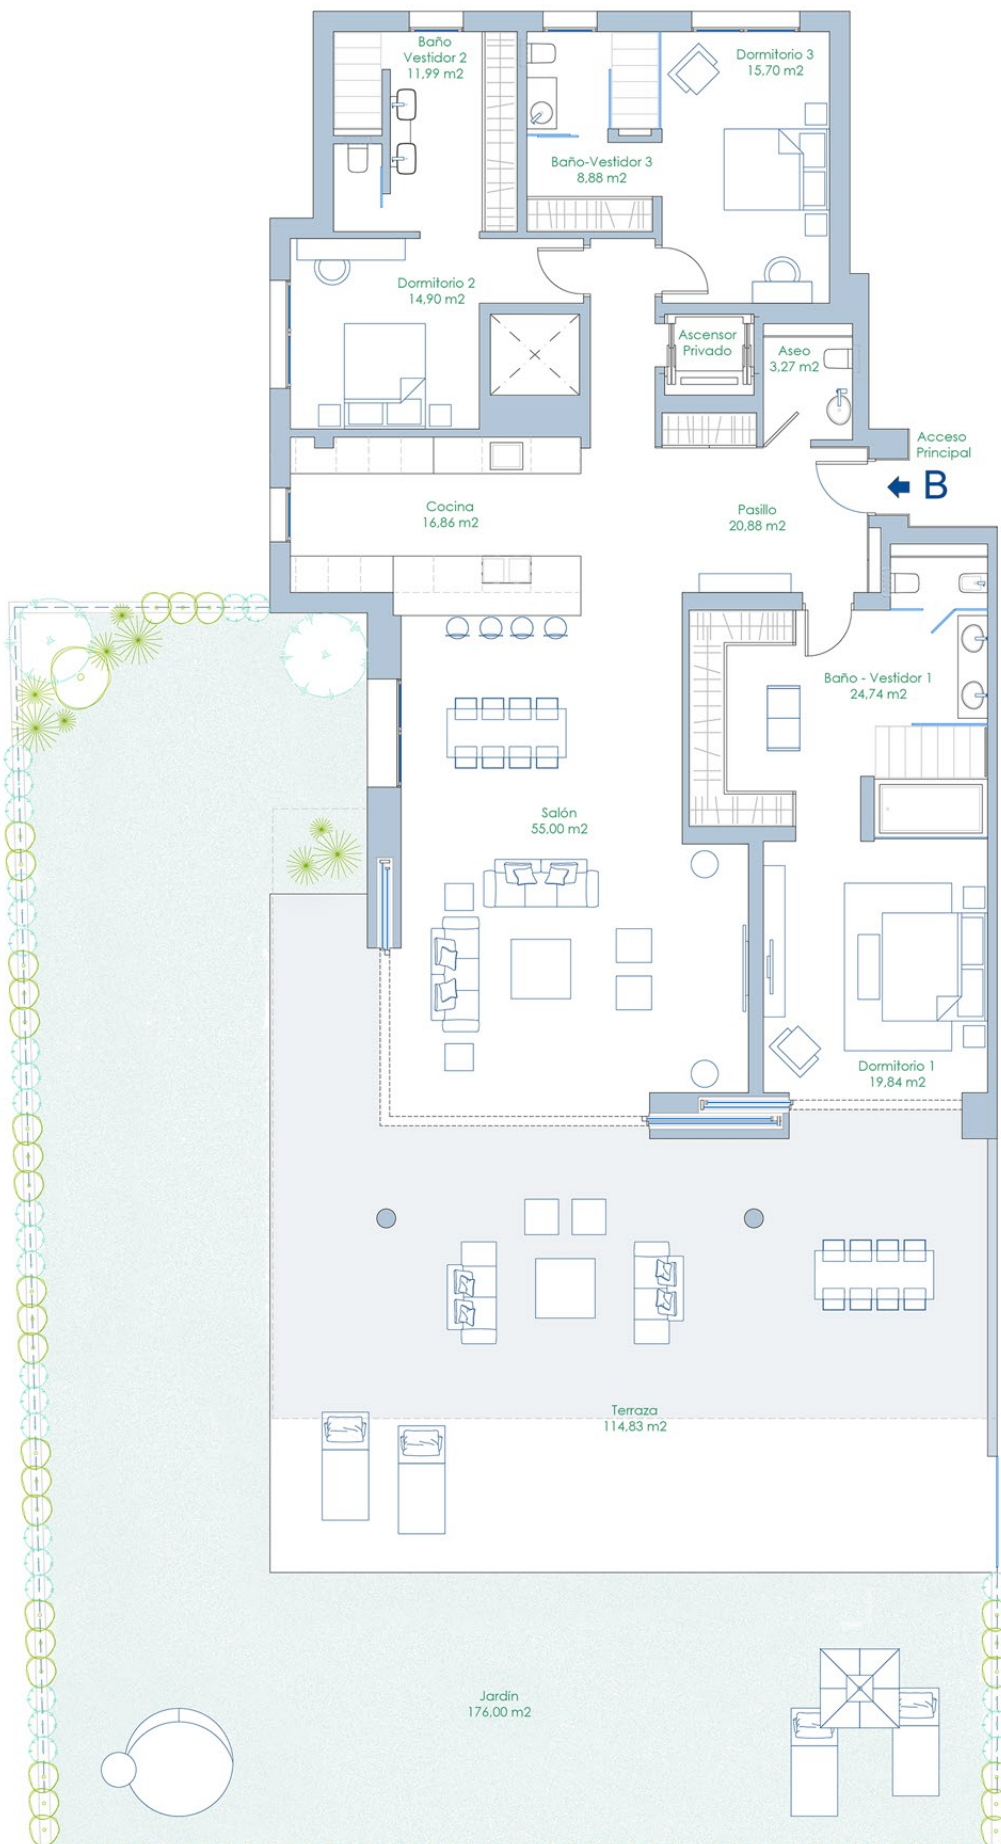 Baño
Vestidor 2
11,99 m2
Dormitorio 3
15,70 m2
Baño-Vestidor 3
8,88 m2
Dormitorio 2
14,90 m2
Ascensor
Privado
Aseo
3,27 m2
Acceso
Principal
B
Cocina
16,86 m2
Pasillo
20,88 m2
Baño - Vestidor 1
24,74 m2
Salón
55,00 m2
Dormitorio 1
19,84 m2
Terraza
114,83 m2
Jardín
176,00 m2